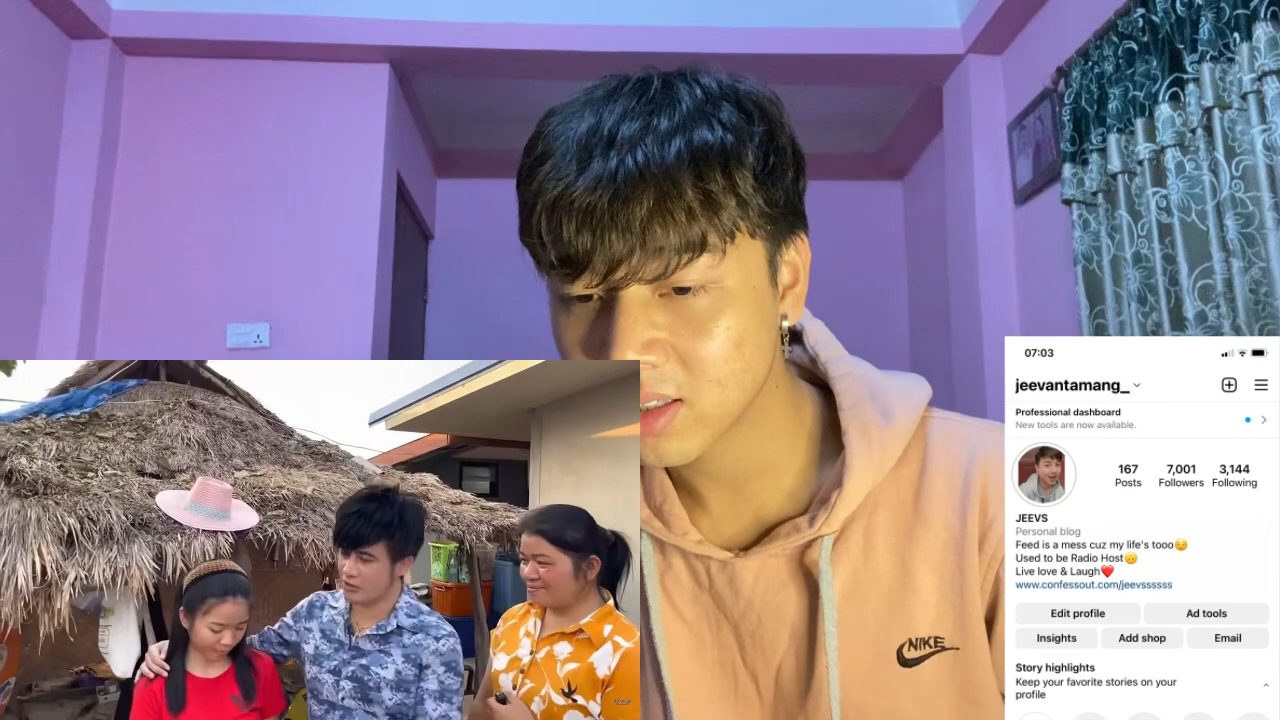 NIKE
07:03
jeevantamang_
Professional dashboard
New tools are now available.
167 7,001 3,144
Posts Followers Following
JEEVS
Personal blog
Feed is a mess cuz my life's tooo😔
Used to be Radio Host🙃
Live love & Laugh❤️
www.confessout.com/jeevssssss
Edit profile Ad tools
Insights Add shop Email
Story highlights
Keep your favorite stories on your
profile